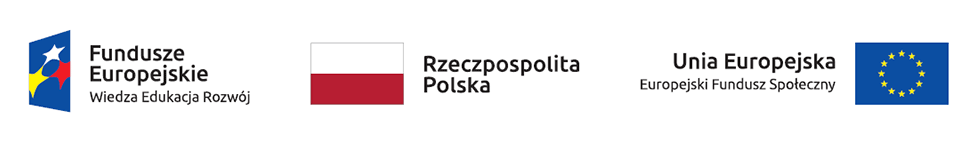 Fundusze
Europejskie
Wiedza Edukacja Rozwój
Rzeczpospolita
Polska
Unia Europejska
Europejski Fundusz Społeczny